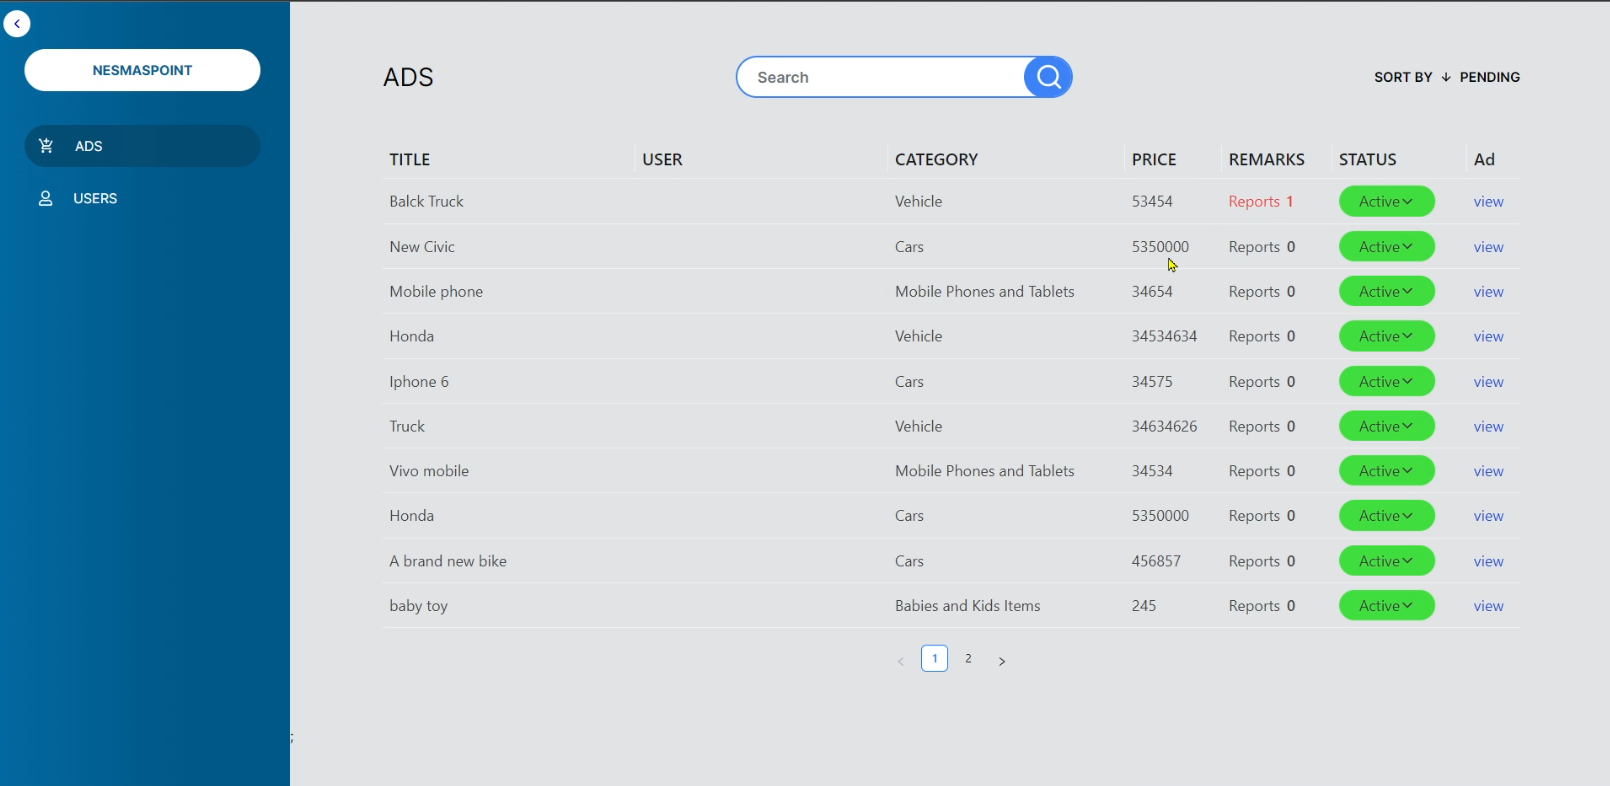 NESMASPOINT
ADS
USERS
ADS
Search
SORT BY ↓ PENDING
TITLE USER CATEGORY PRICE REMARKS STATUS Ad
Balck Truck Vehicle 53454 Reports 1 Active view
New Civic Cars 5350000 Reports 0 Active view
Mobile phone Mobile Phones and Tablets 34654 Reports 0 Active view
Honda Vehicle 34534634 Reports 0 Active view
Iphone 6 Cars 34575 Reports 0 Active view
Truck Vehicle 34634626 Reports 0 Active view
Vivo mobile Mobile Phones and Tablets 34534 Reports 0 Active view
Honda Cars 5350000 Reports 0 Active view
A brand new bike Cars 456857 Reports 0 Active view
baby toy Babies and Kids Items 245 Reports 0 Active view
< 1 2 >
;